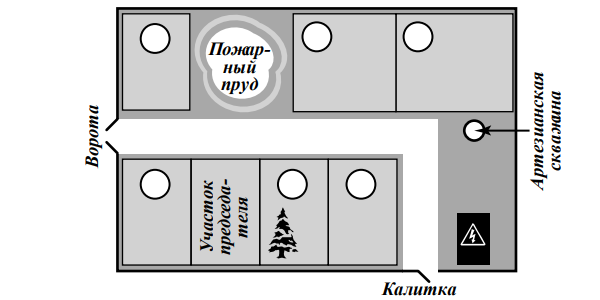 Пожар-
ный
пруд
Ворота
Артезианская
скважина
Участок
председа-
теля
Калитка